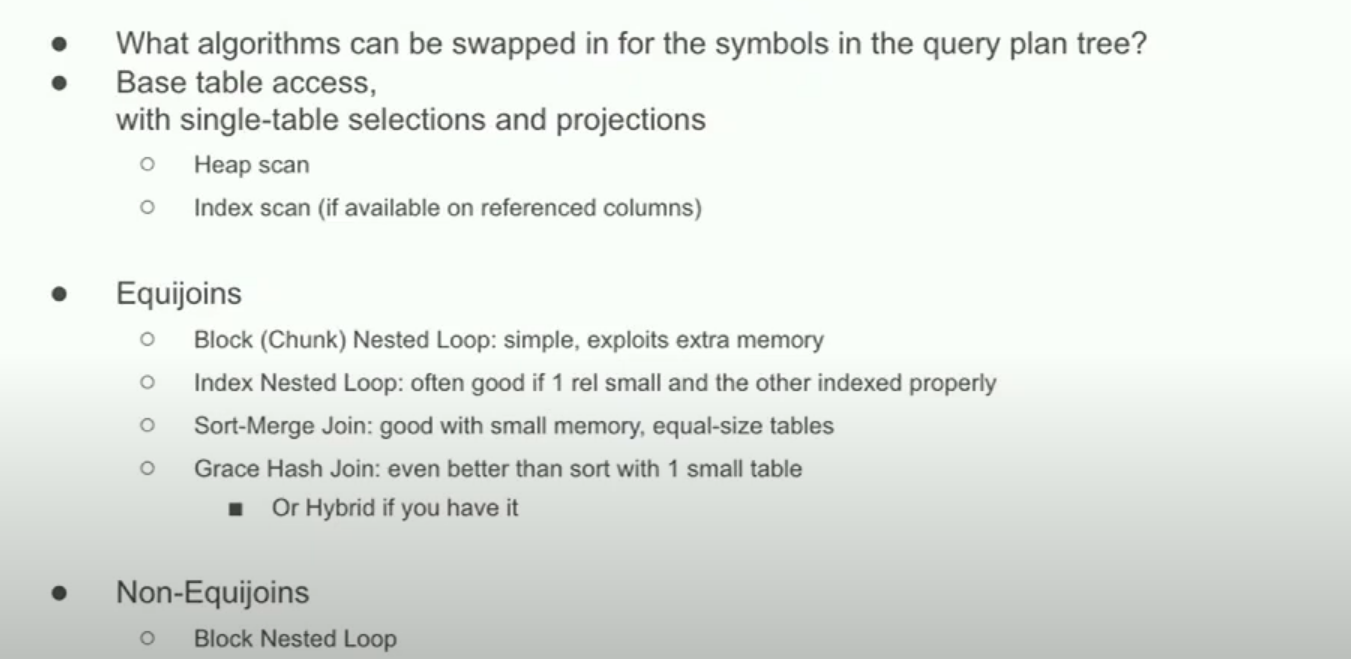 What algorithms can be swapped in for the symbols in the query plan tree?
Base table access,
with single-table selections and projections
Heap scan
Index scan (if available on referenced columns)
Equijoins
Block (Chunk) Nested Loop: simple, exploits extra memory
Index Nested Loop: often good if 1 rel small and the other indexed properly
Sort-Merge Join: good with small memory, equal-size tables
Grace Hash Join: even better than sort with 1 small table
Or Hybrid if you have it
Non-Equijoins
Block Nested Loop